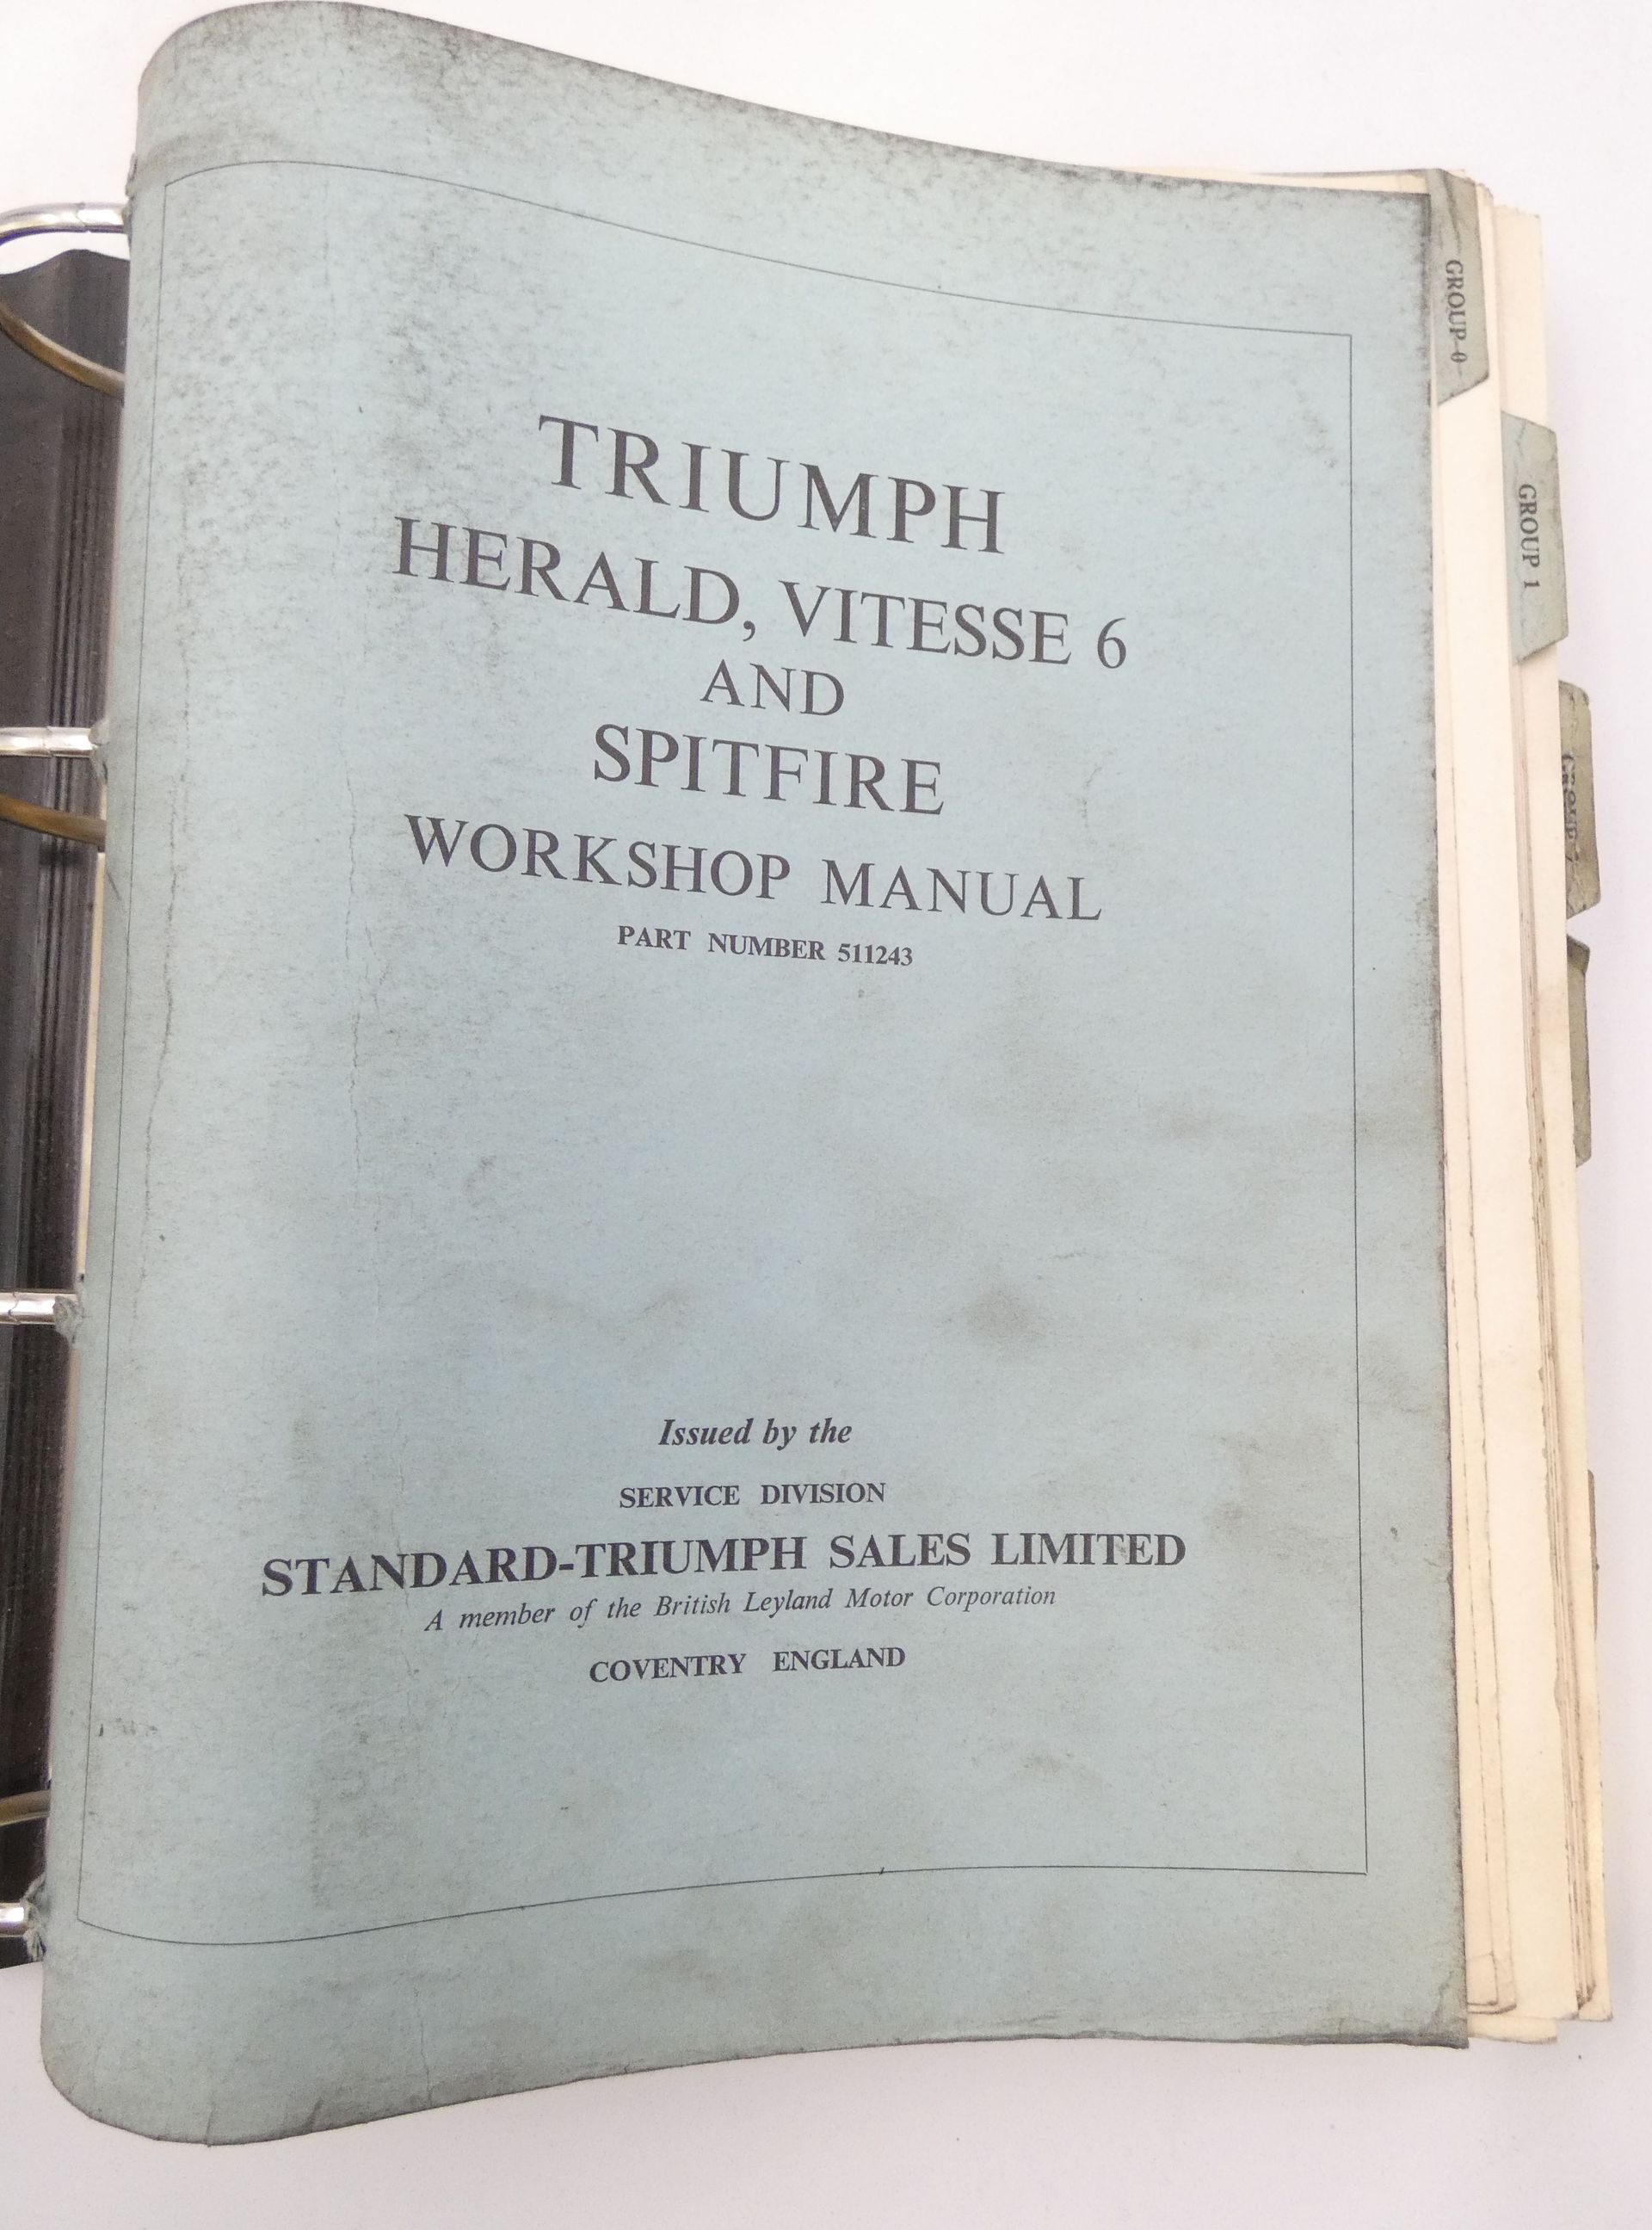 TRIUMPH
HERALD, VITESSE 6
AND
SPITFIRE
WORKSHOP MANUAL
PART NUMBER 511243
Issued by the
SERVICE DIVISION
STANDARD-TRIUMPH SALES LIMITED
A member of the British Leyland Motor Corporation
COVENTRY ENGLAND
GROUP 0
GROUP 1